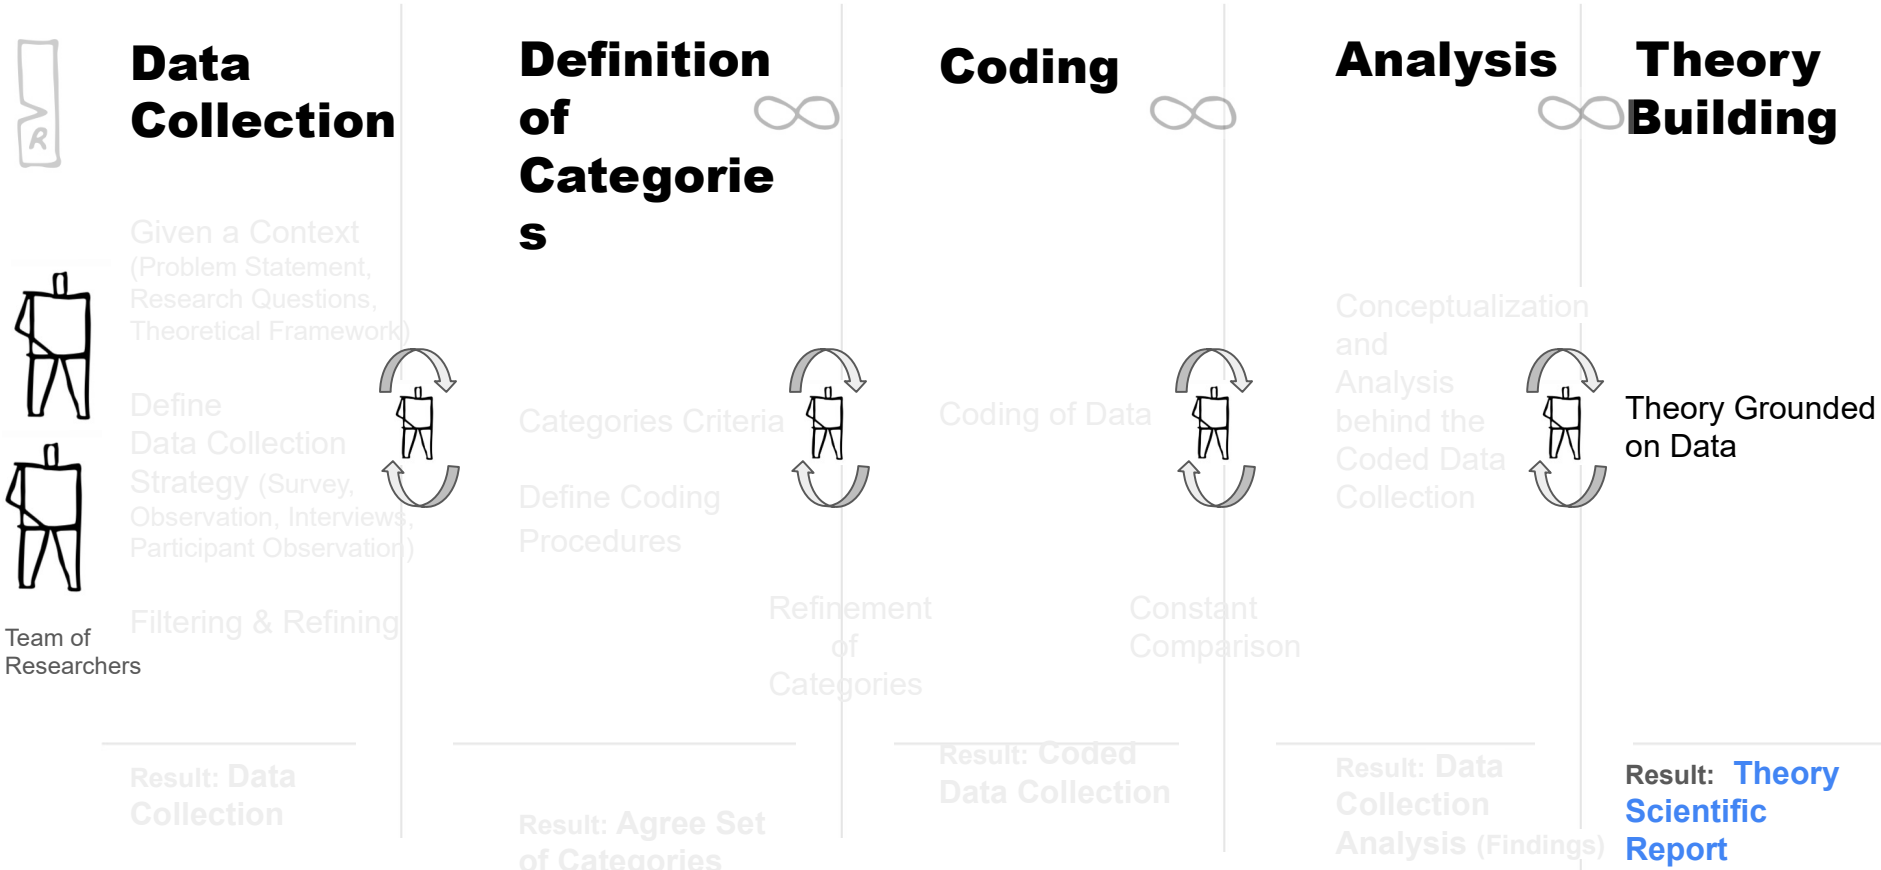 Data
Collection
Definition
of
Categorie
s
Coding
Analysis
Theory
Building
R
Given a Context
(Problem Statement,
Research Questions,
Theoretical Framework)
Define
Data Collection
Strategy (Survey,
Observation, Interviews,
Participant Observation)
Filtering & Refining
Team of
Researchers
Categories Criteria
Define Coding
Procedures
Refinement
of
Categories
Coding of Data
Constant
Comparison
Conceptualization
and
Analysis
behind the
Coded Data
Collection
Theory Grounded
on Data
Result: Data
Collection
Result: Agree Set
of Categories
Result: Coded
Data Collection
Result: Data
Collection
Analysis (Findings)
Result: Theory
Scientific
Report